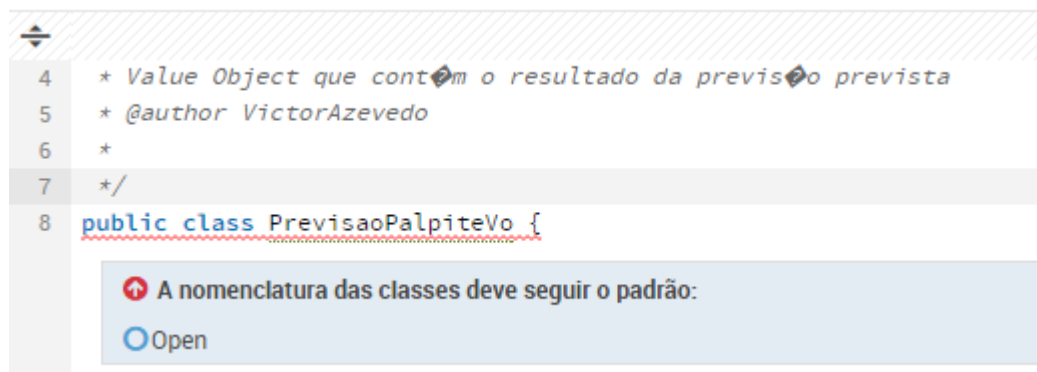 4 * Value Object que cont�m o resultado da previs�o prevista
5 * @author VictorAzevedo
6 *
7 */
8 public class PrevisaoPalpiteVo {
A nomenclatura das classes deve seguir o padrão:
Open